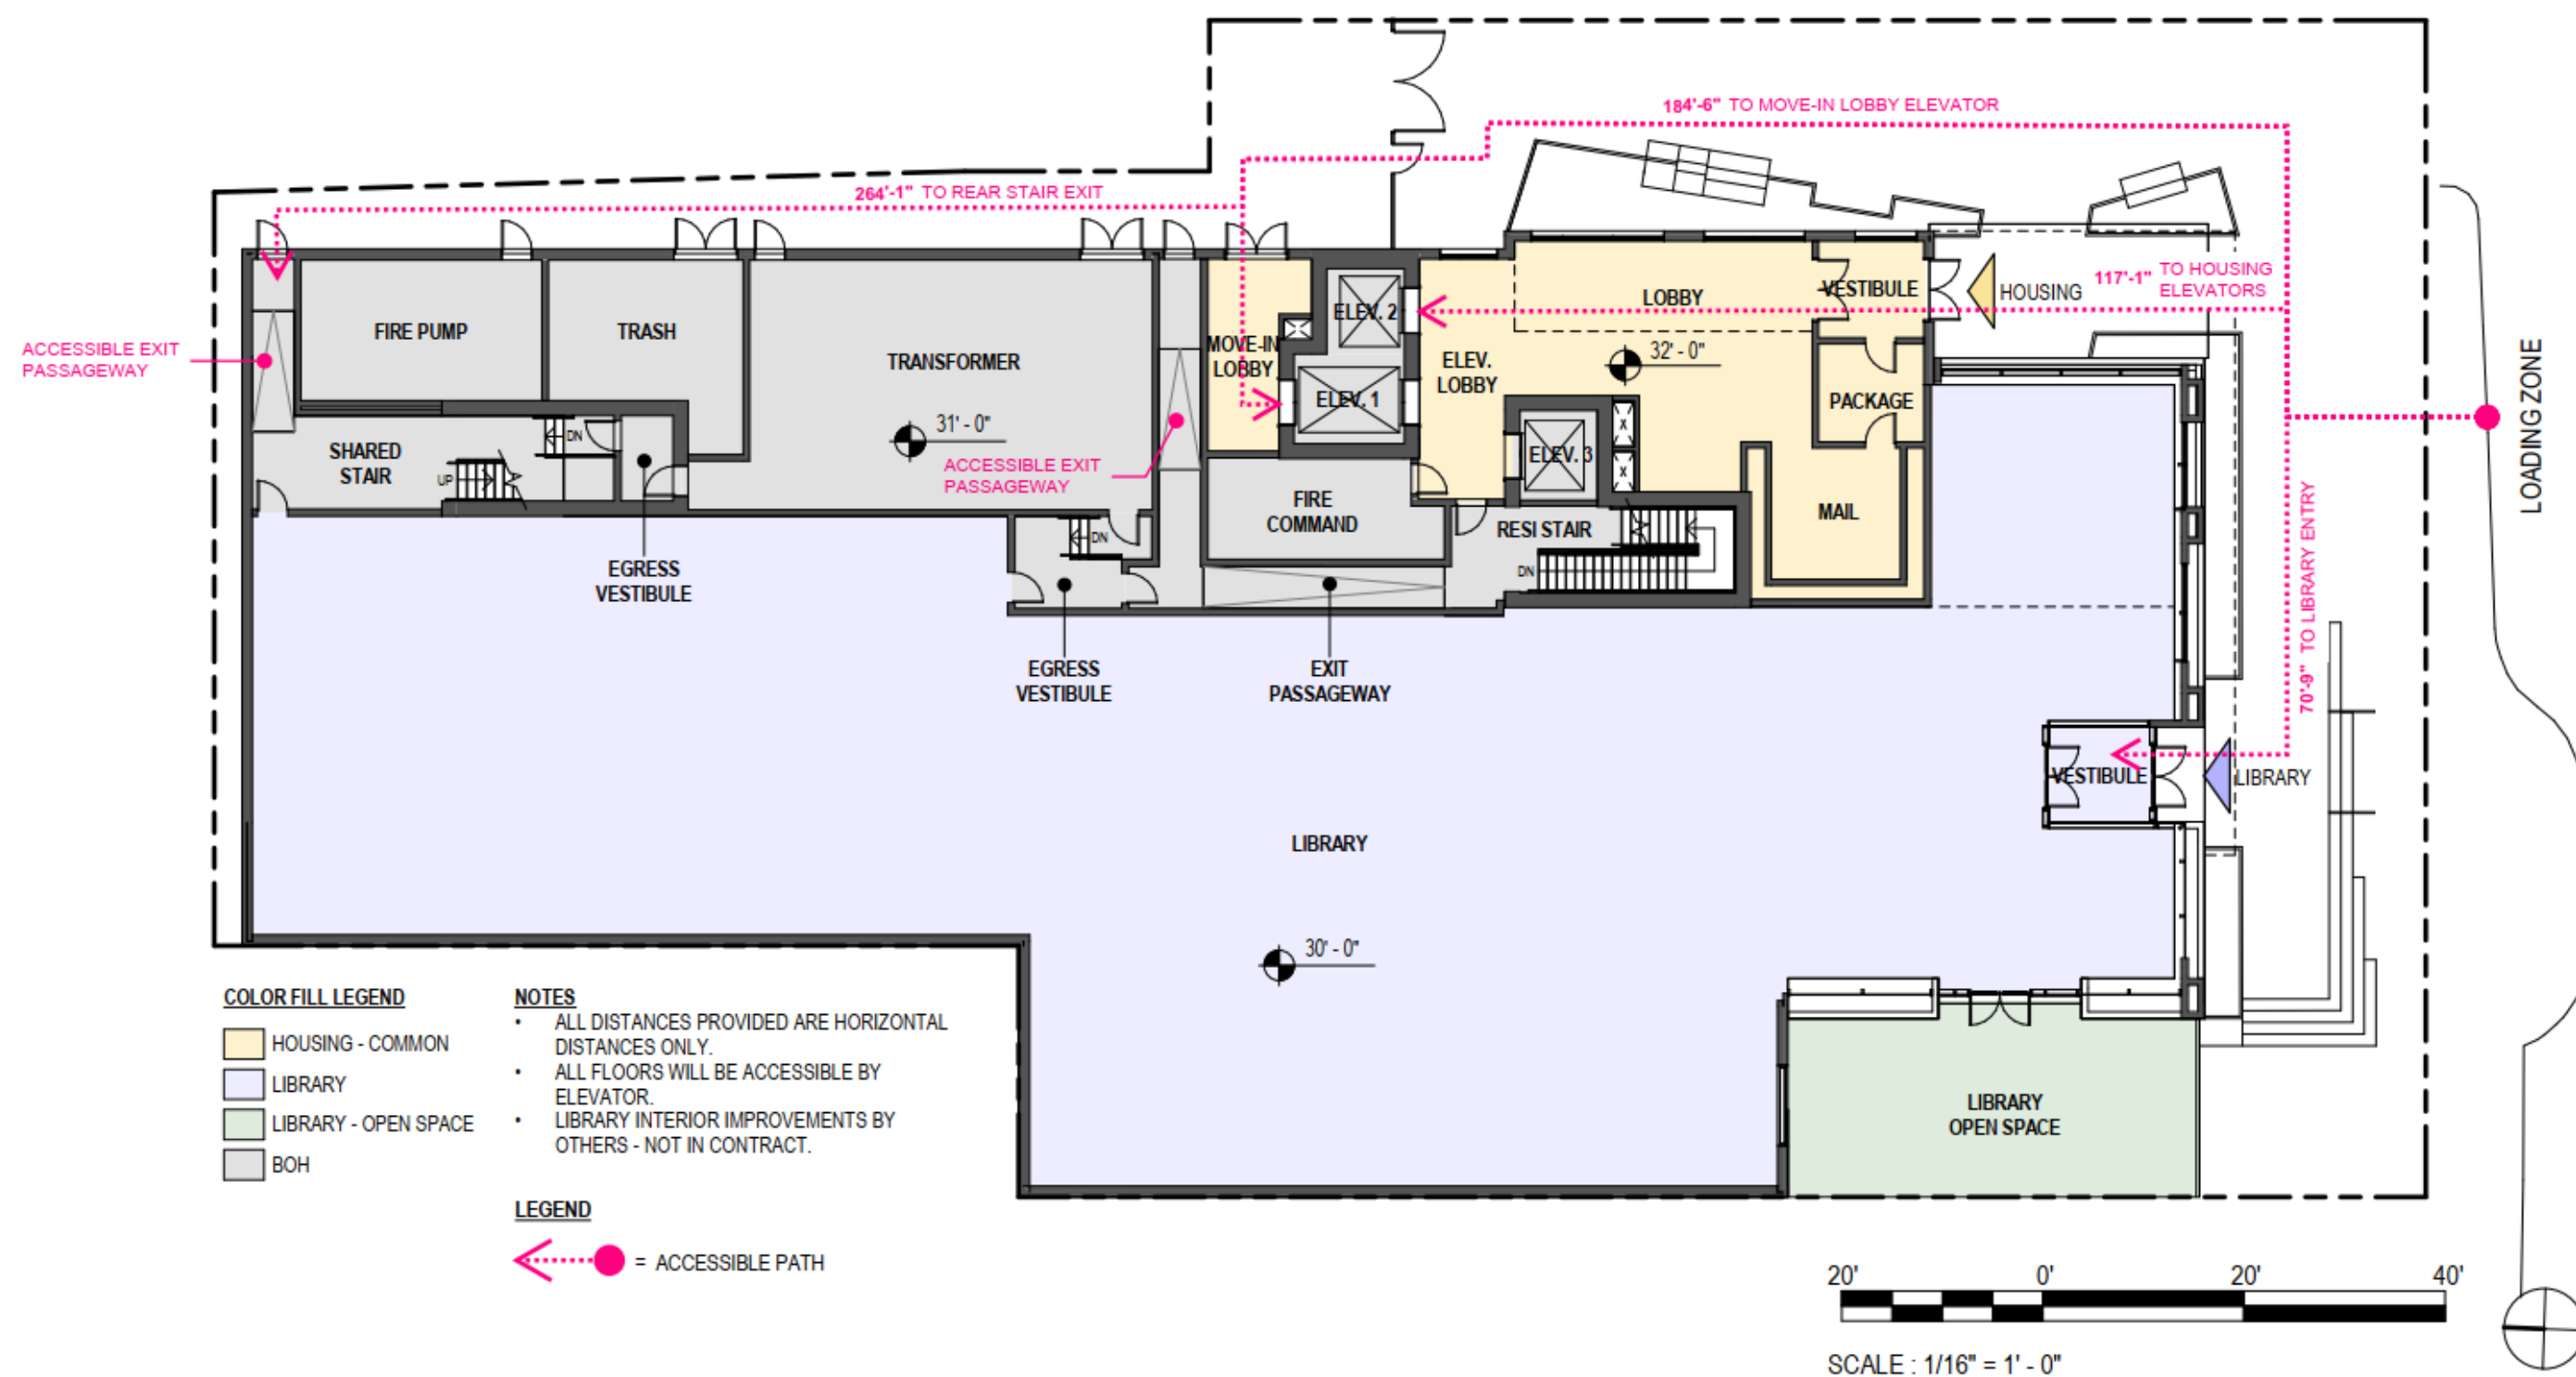 184'-6" TO MOVE-IN LOBBY ELEVATOR
264'-1" TO REAR STAIR EXIT
117'-1" TO HOUSING
ELEVATORS
HOUSING
VESTIBULE
LOBBY
ELEV. 2
FIRE PUMP
TRASH
TRANSFORMER
MOVE-IN
LOBBY
ELEV.
LOBBY
32' - 0"
ACCESSIBLE EXIT
PASSAGEWAY
ELEV. 1
PACKAGE
LOADING ZONE
31' - 0"
DN
SHARED
STAIR
UP
ACCESSIBLE EXIT
PASSAGEWAY
ELEV. 3
X
X
FIRE
COMMAND
MAIL
RESI STAIR
DN
DN
EGRESS
VESTIBULE
70'-9" TO LIBRARY ENTRY
EGRESS
VESTIBULE
EXIT
PASSAGEWAY
VESTIBULE
LIBRARY
LIBRARY
30' - 0"
COLOR FILL LEGEND
HOUSING - COMMON
LIBRARY
LIBRARY - OPEN SPACE
BOH
NOTES
• ALL DISTANCES PROVIDED ARE HORIZONTAL
DISTANCES ONLY.
• ALL FLOORS WILL BE ACCESSIBLE BY
ELEVATOR.
• LIBRARY INTERIOR IMPROVEMENTS BY
OTHERS - NOT IN CONTRACT.
LEGEND
= ACCESSIBLE PATH
LIBRARY
OPEN SPACE
20' 0' 20' 40'
SCALE : 1/16" = 1' - 0"